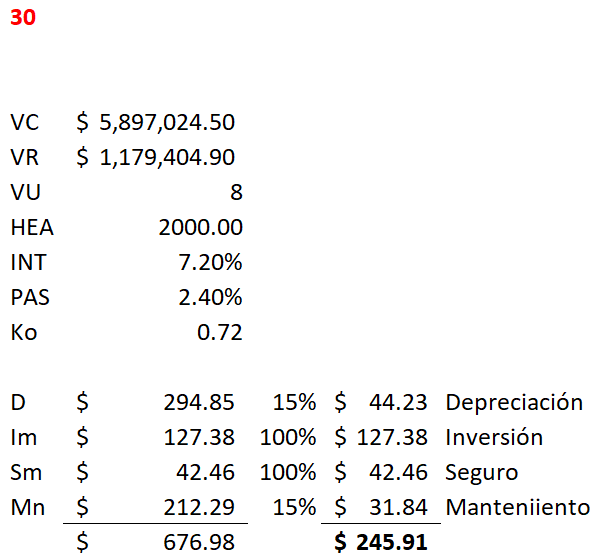 30
VC $ 5,897,024.50
VR $ 1,179,404.90
VU 8
HEA 2000.00
INT 7.20%
PAS 2.40%
Ko 0.72
D $ 294.85 15% $ 44.23 Depreciación
Im $ 127.38 100% $ 127.38 Inversión
Sm $ 42.46 100% $ 42.46 Seguro
Mn $ 212.29 15% $ 31.84 Manteniiento
$ 676.98 $ 245.91